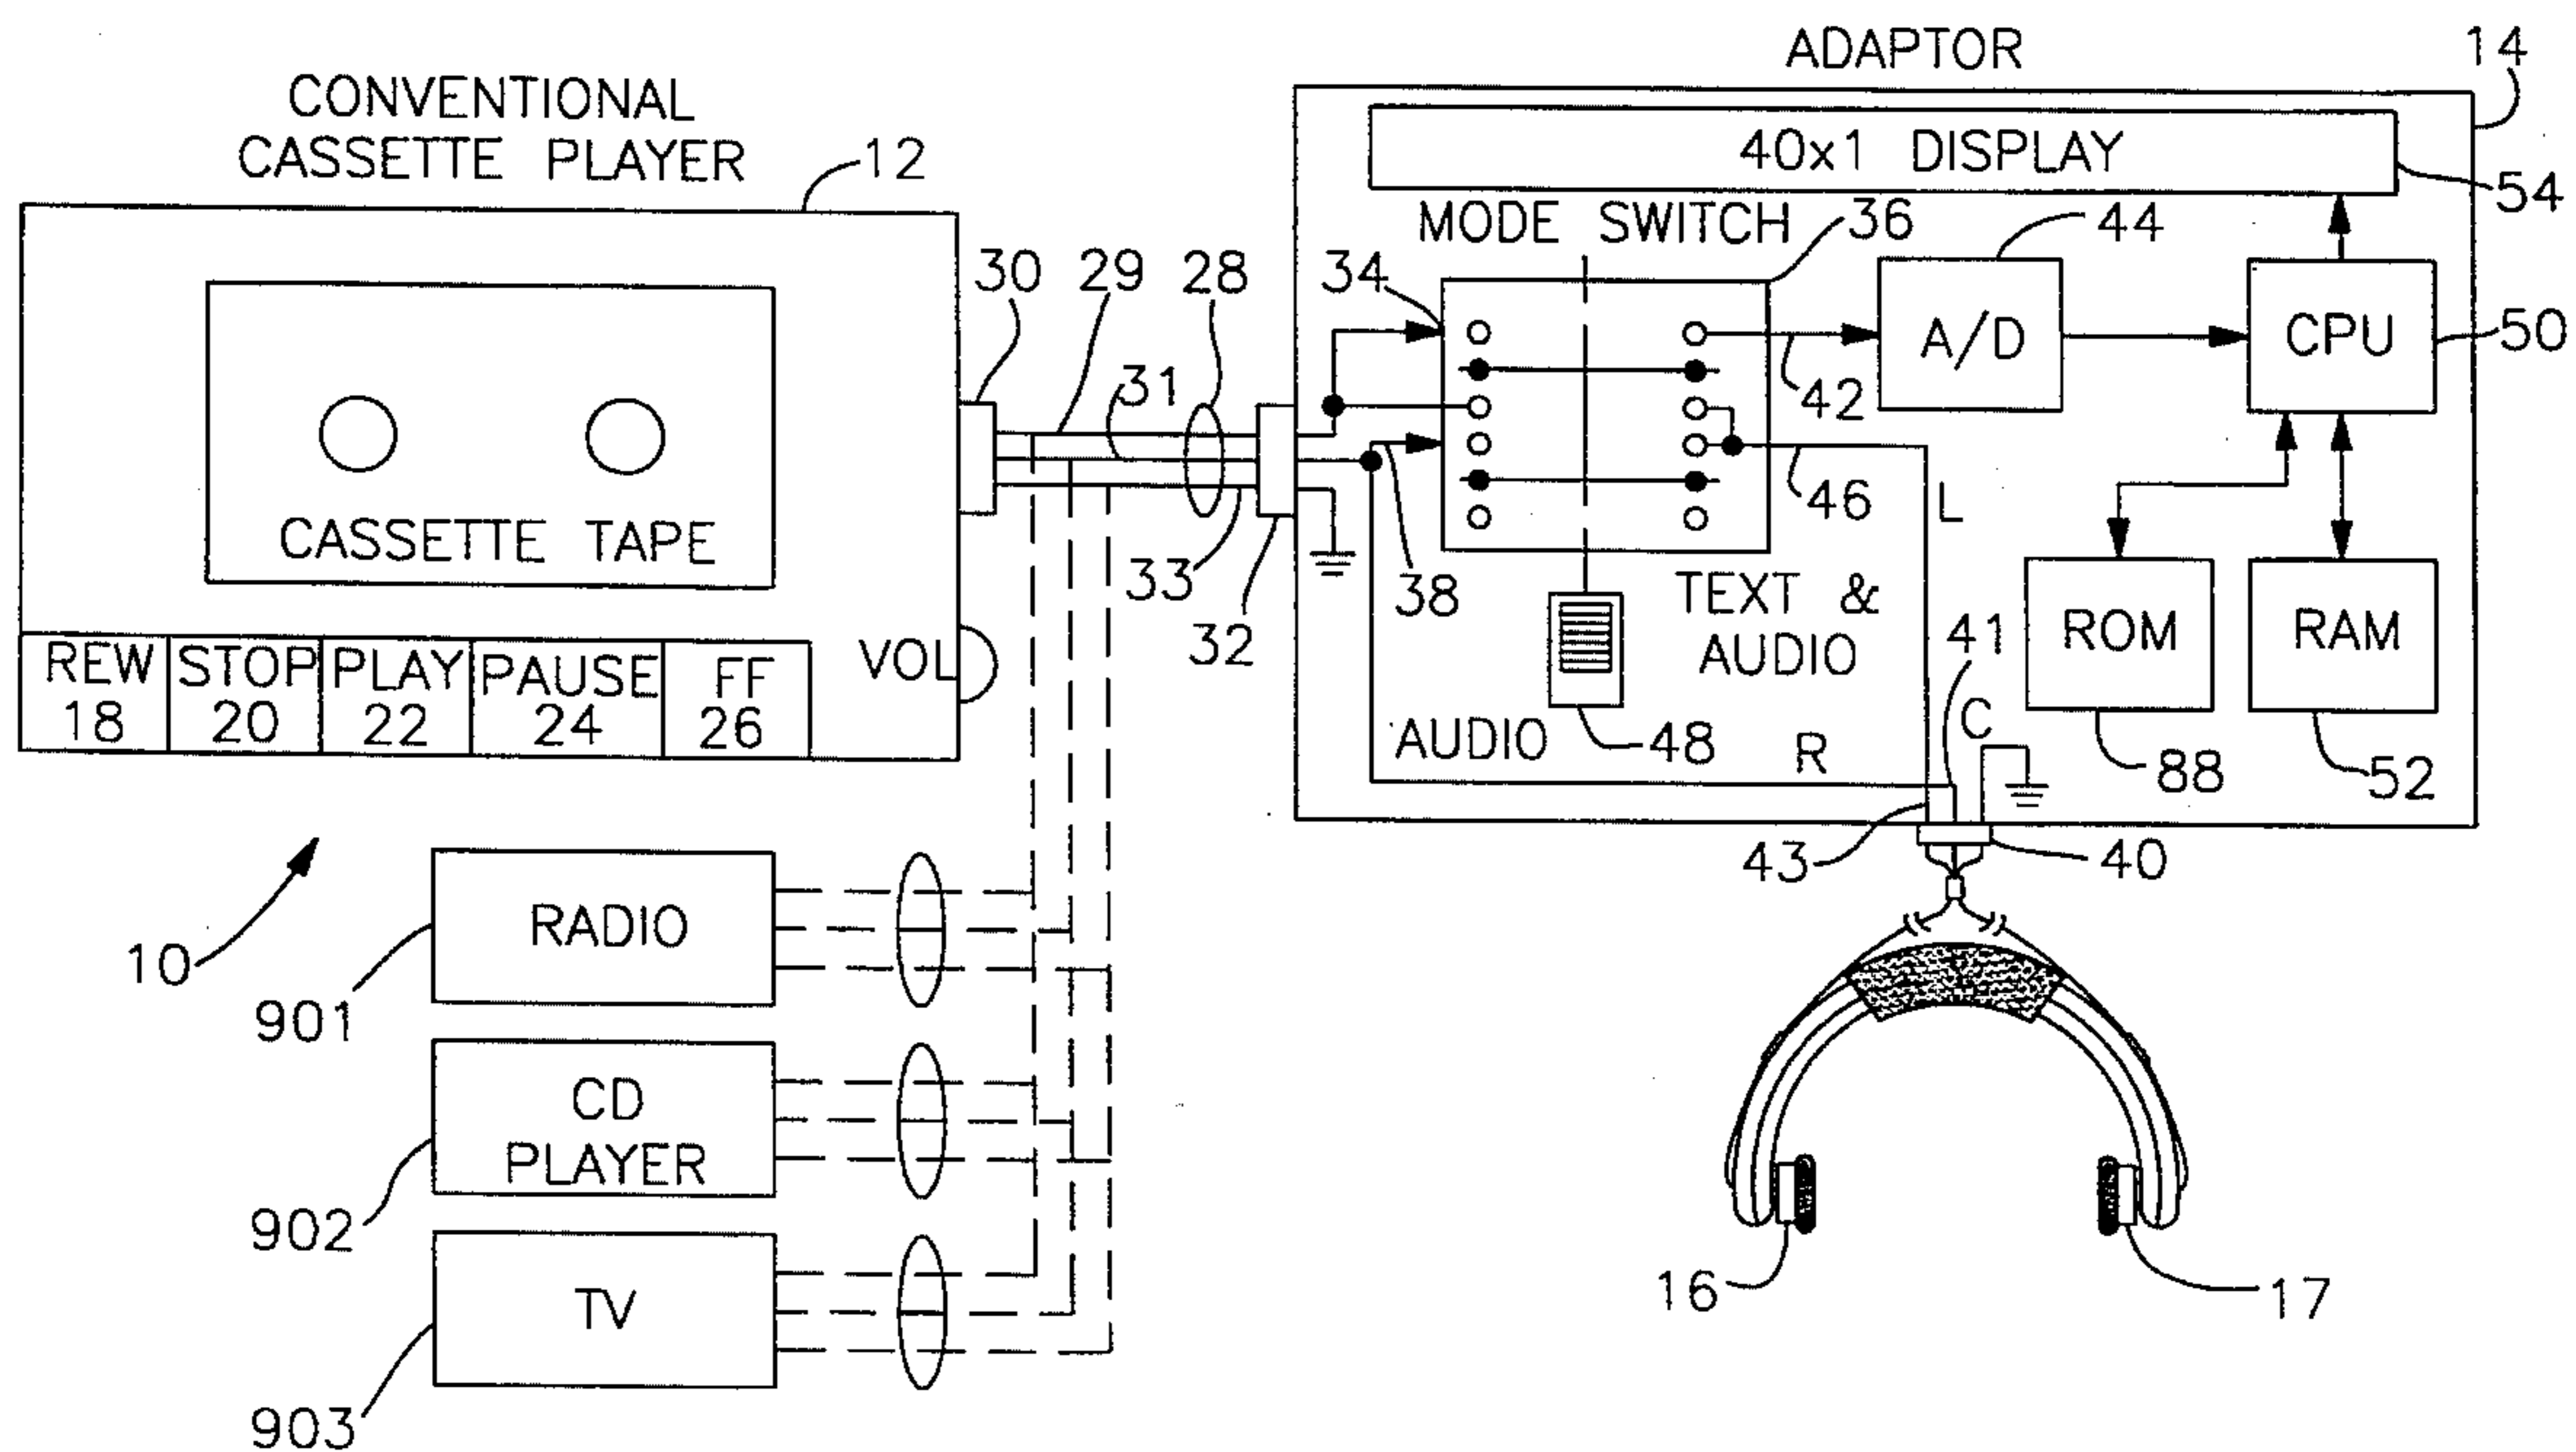 CONVENTIONAL
CASSETTE PLAYER
12
CASSETTE TAPE
REW
18
STOP
20
PLAY
22
PAUSE
24
FF
26
VOL
30
29
31
28
33
32
10
RADIO
901
CD
PLAYER
902
TV
903
ADAPTOR
14
40x1 DISPLAY
54
MODE SWITCH
36
34
44
A/D
CPU
50
42
46
38
L
TEXT &
AUDIO
41
ROM
RAM
88
52
AUDIO
48
R
C
43
40
16
17